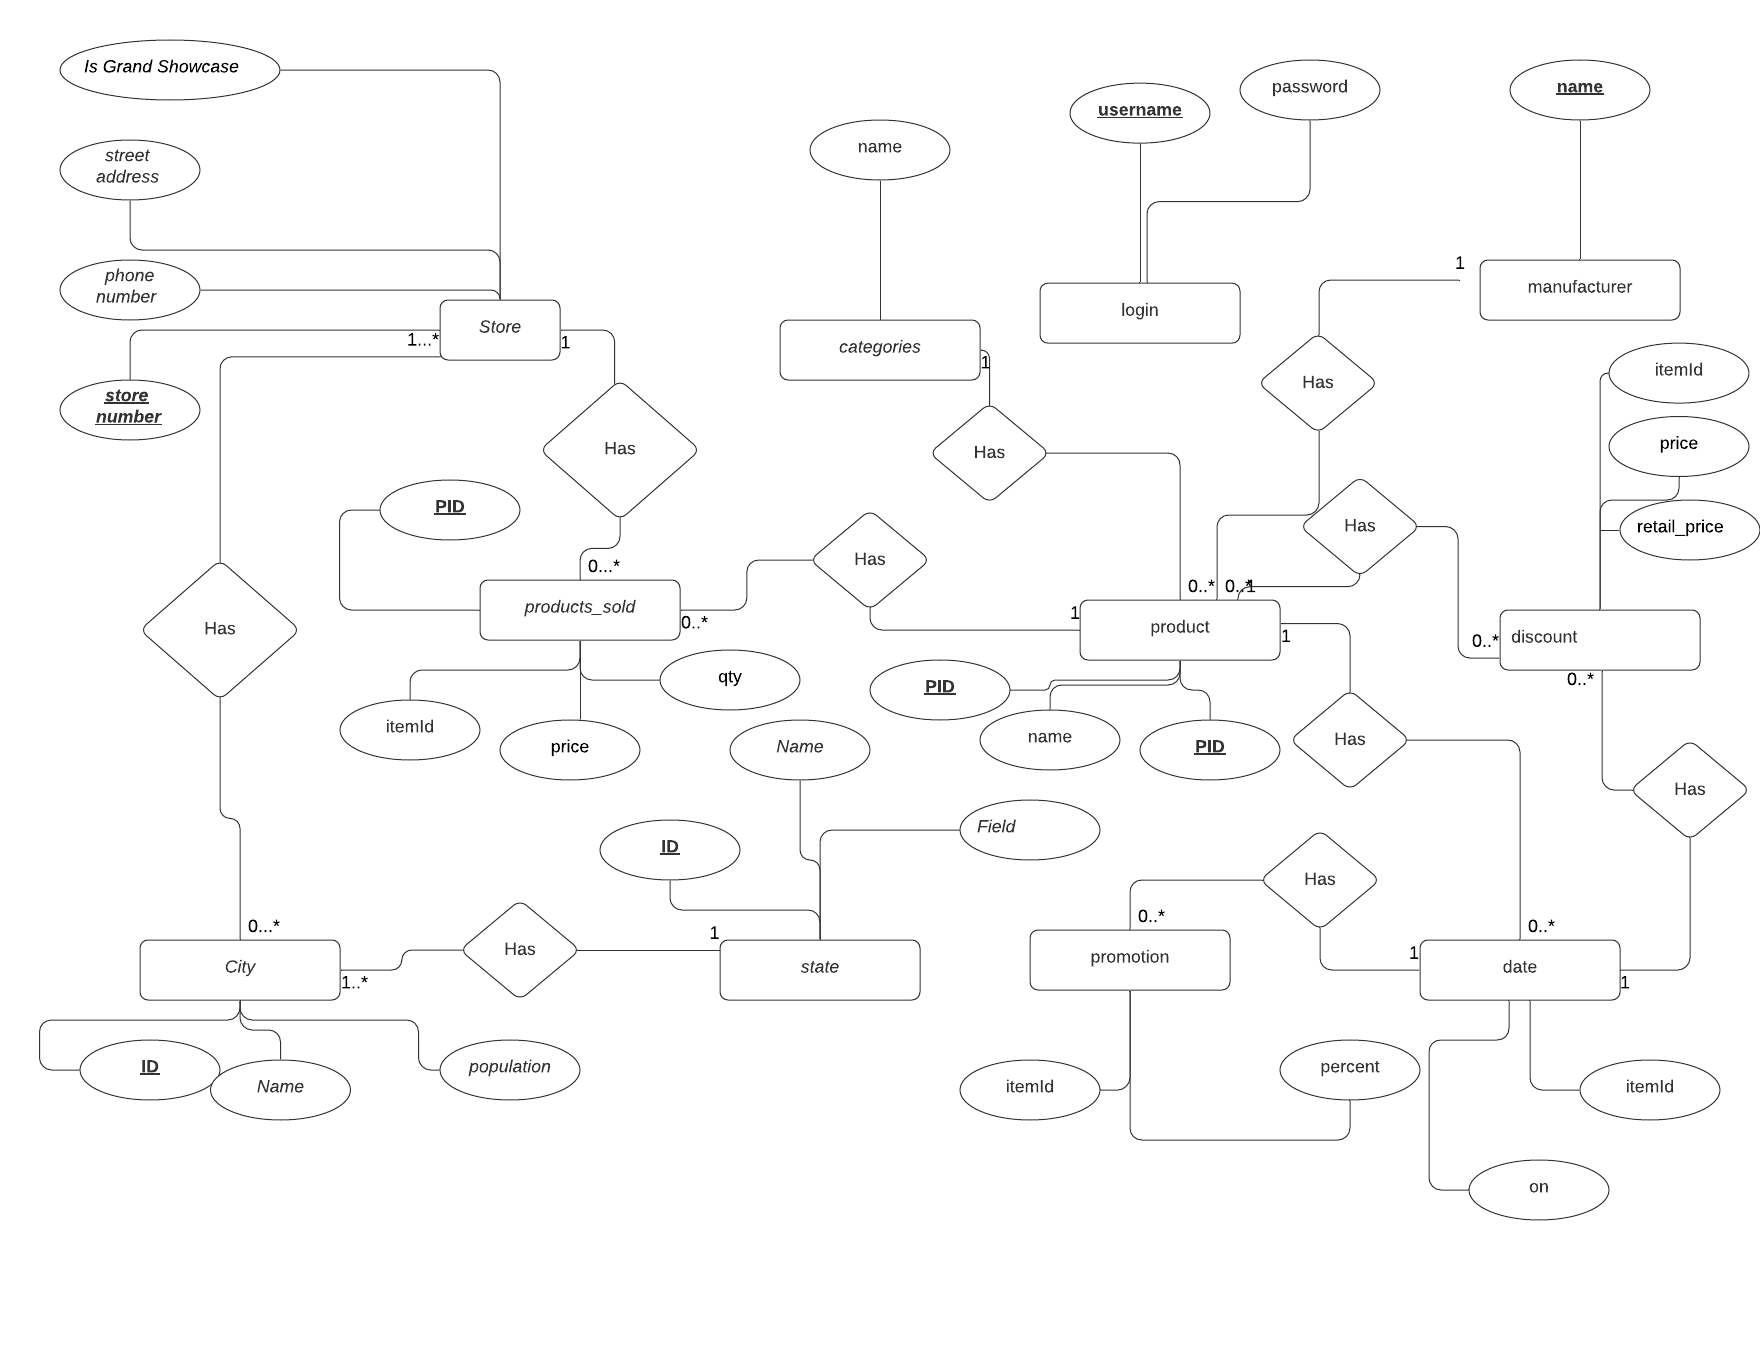 Is Grand Showcase
password
name
username
name
street
address
phone
number
1
manufacturer
login
Store
1...*
1
categories
1
itemId
Has
store
number
price
Has
Has
PID
Has
retail_price
Has
0...*
0..*
0..*
1
products_sold
0..*
1
product
1
0..*
discount
Has
0..*
PID
qty
itemId
price
Name
name
PID
Has
Has
Field
ID
Has
0..*
0...*
1
0..*
1
Has
City
1..*
state
promotion
date
1
ID
Name
population
itemId
percent
itemId
on